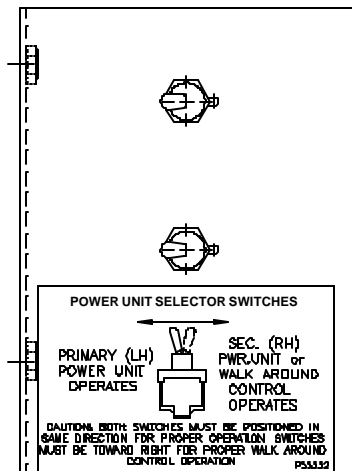 POWER UNIT SELECTOR SWITCHES
PRIMARY (LH)
POWER UNIT
OPERATES
SEC. (RH)
PWR.UNIT or
WALK AROUND
CONTROL
OPERATES
CAUTION: BOTH SWITCHES MUST BE POSITIONED IN
SAME DIRECTION FOR PROPER OPERATION SWITCHES
MUST BE TOWARD RIGHT FOR PROPER WALK AROUND
CONTROL OPERATION